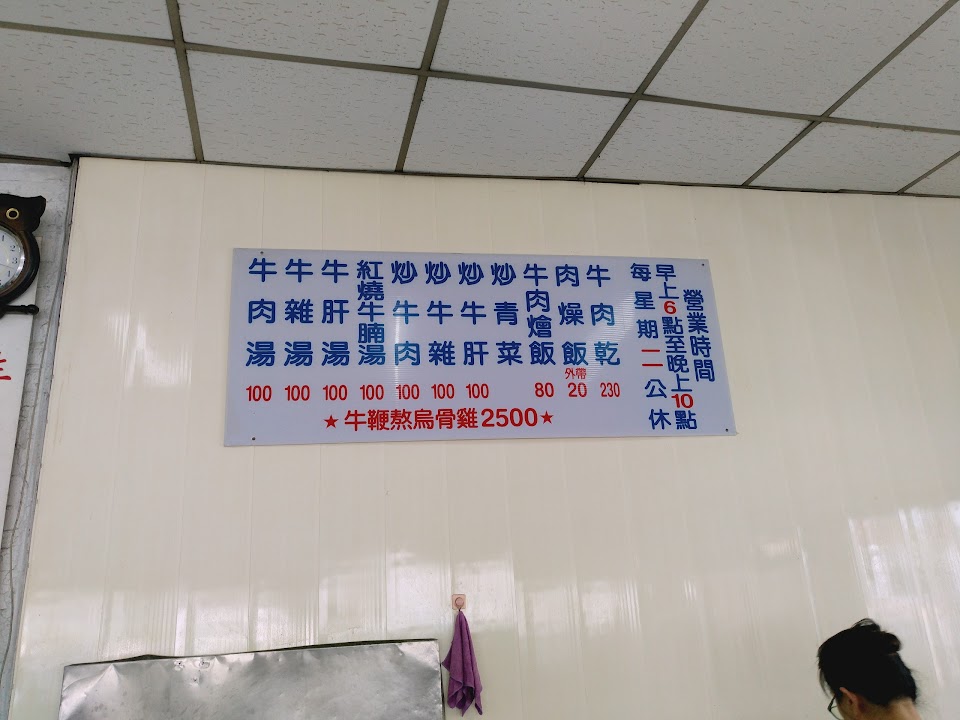 牛肉湯 100
牛雜湯 100
牛肝湯 100
紅燒牛腩湯 100
炒牛肉 100
炒牛雜 100
炒牛肝 100
炒青菜
牛肉燴飯 80
肉燥飯 外帶 20
牛肉乾 230
★牛鞭熬烏骨雞2500★
營業時間
早上6點至晚上10點
每星期二公休